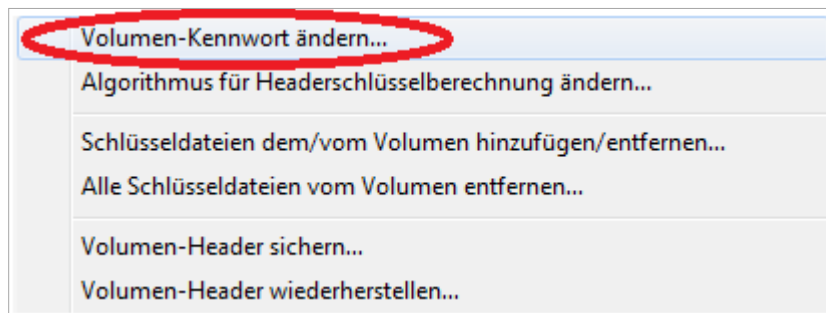 Volumen-Kennwort ändern...
Algorithmus für Headerschlüsselberechnung ändern...
Schlüsseldateien dem/vom Volumen hinzufügen/entfernen...
Alle Schlüsseldateien vom Volumen entfernen...
Volumen-Header sichern...
Volumen-Header wiederherstellen...